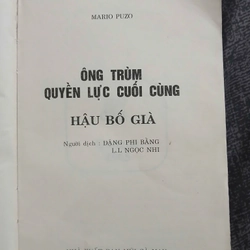 MARIO PUZO
ÔNG TRÙM
QUYỀN LỰC CUỐI CÙNG
HẬU BỐ GIÀ
Người dịch : ĐẶNG PHI BẰNG
L.L NGỌC NHI